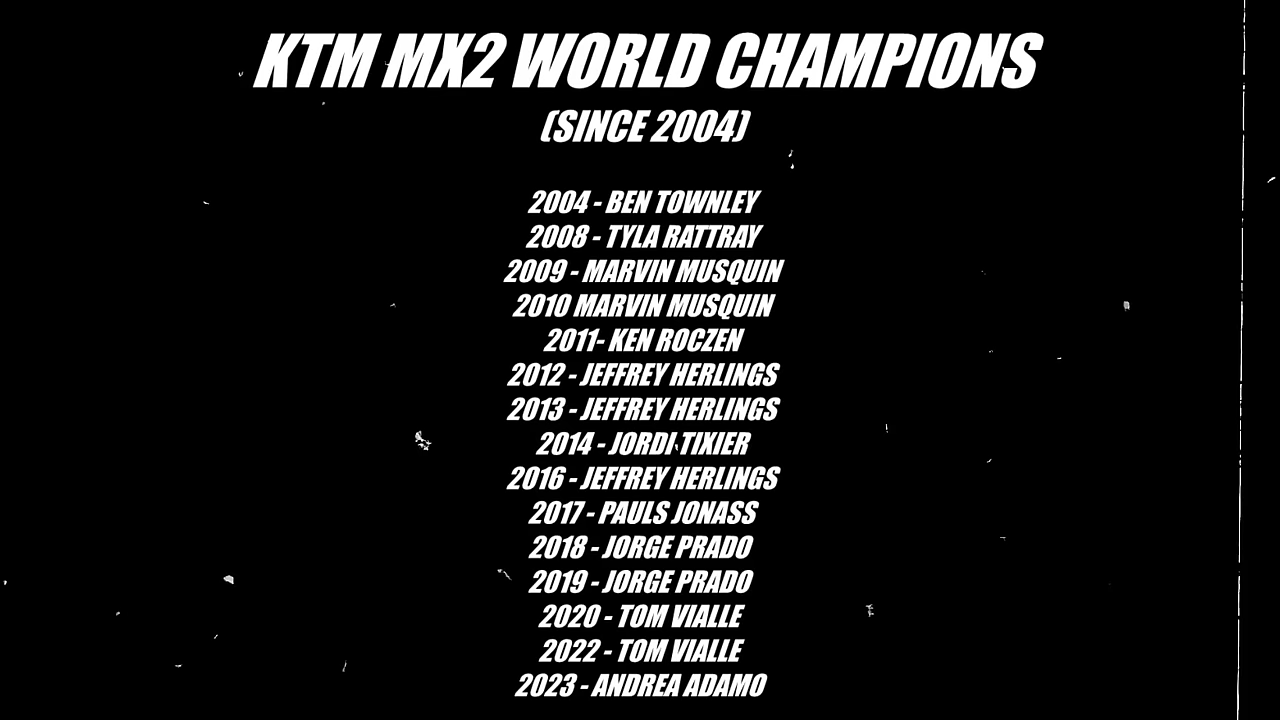 KTM MX2 WORLD CHAMPIONS
(SINCE 2004)
2004 - BEN TOWNLEY
2008 - TYLA RATTRAY
2009 - MARVIN MUSQUIN
2010 MARVIN MUSQUIN
2011- KEN ROCZEN
2012 - JEFFREY HERLINGS
2013 - JEFFREY HERLINGS
2014 - JORDI TIXIER
2016 - JEFFREY HERLINGS
2017 - PAULS JONASS
2018 - JORGE PRADO
2019 - JORGE PRADO
2020 - TOM VIALLE
2022 - TOM VIALLE
2023 - ANDREA ADAMO